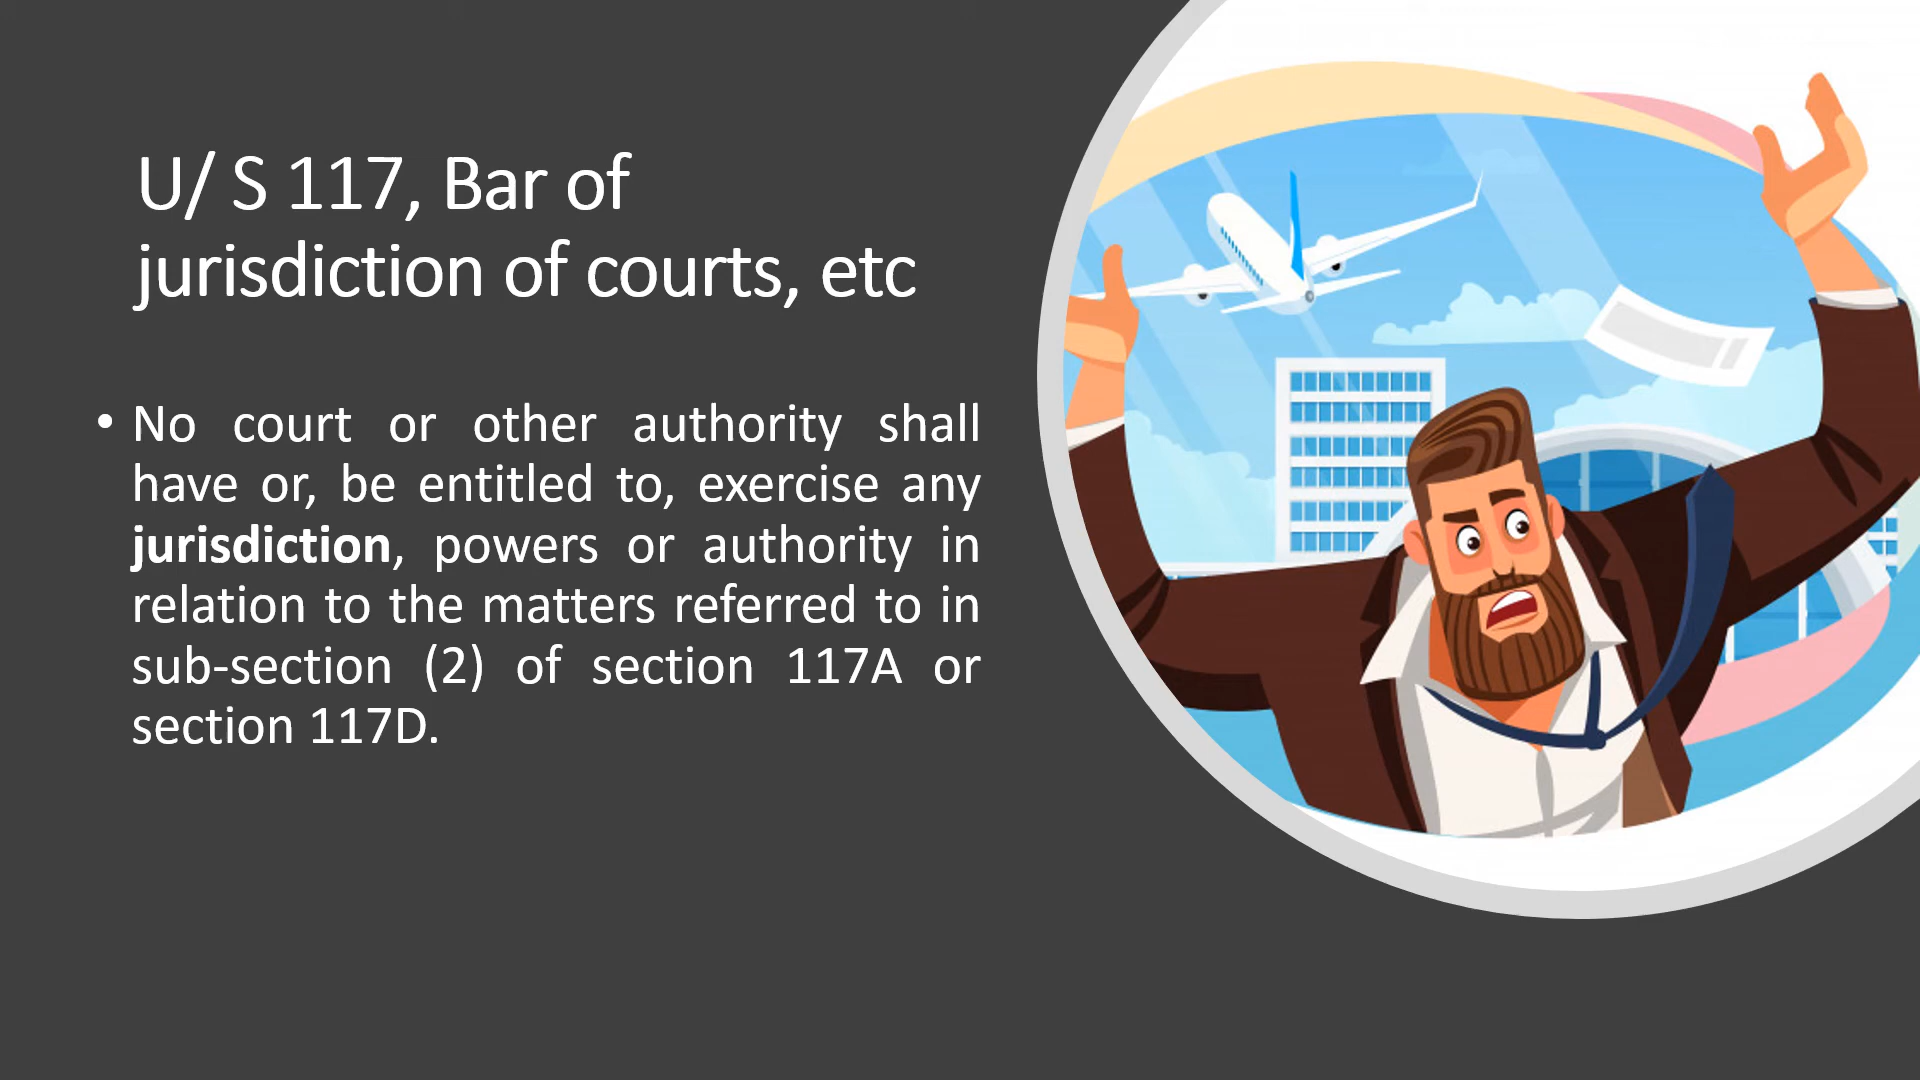 U/ S 117, Bar of
jurisdiction of courts, etc
• No court or other authority shall
have or, be entitled to, exercise any
jurisdiction, powers or authority in
relation to the matters referred to in
sub-section (2) of section 117A or
section 117D.